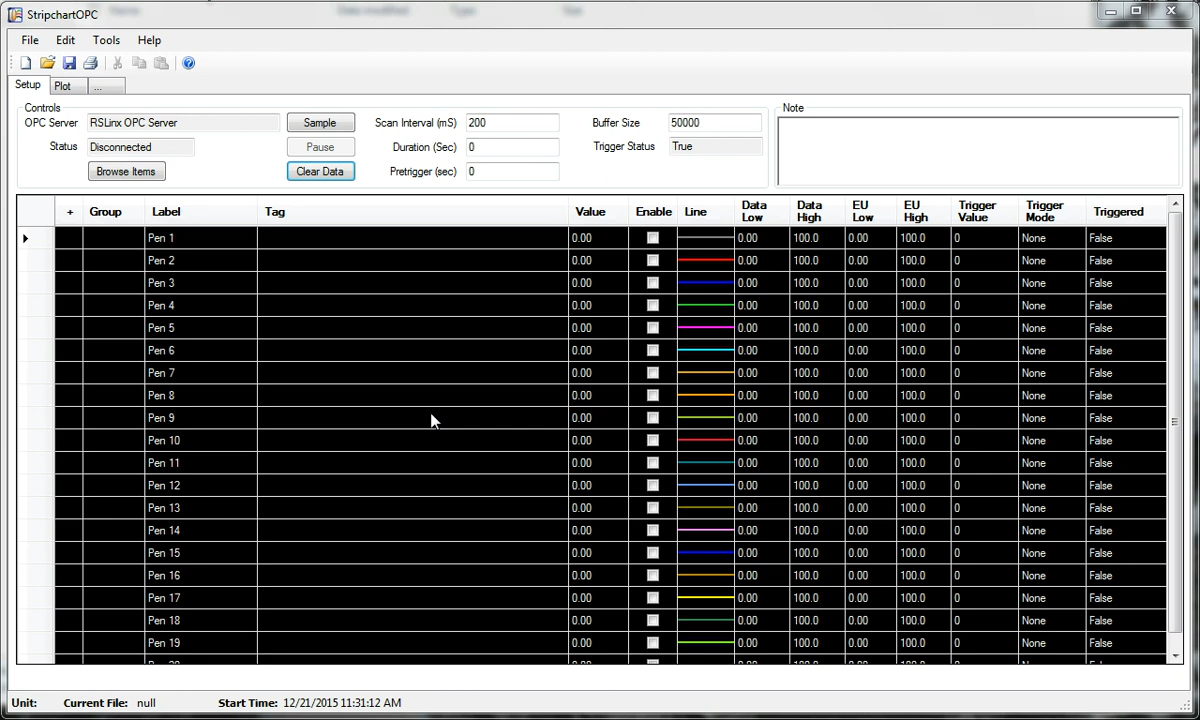 StripchartOPC
File Edit Tools Help
Setup Plot ...
Controls
OPC Server RSLinx OPC Server Sample Scan Interval (mS) 200 Buffer Size 50000
Status Disconnected Pause Duration (Sec) 0 Trigger Status True
Browse Items Clear Data Pretrigger (sec) 0
Note
+ Group Label Tag Value Enable Line Data Low Data High EU Low EU High Trigger Value Trigger Mode Triggered
Pen 1 0.00 0.00 100.0 0.00 100.0 0 None False
Pen 2 0.00 0.00 100.0 0.00 100.0 0 None False
Pen 3 0.00 0.00 100.0 0.00 100.0 0 None False
Pen 4 0.00 0.00 100.0 0.00 100.0 0 None False
Pen 5 0.00 0.00 100.0 0.00 100.0 0 None False
Pen 6 0.00 0.00 100.0 0.00 100.0 0 None False
Pen 7 0.00 0.00 100.0 0.00 100.0 0 None False
Pen 8 0.00 0.00 100.0 0.00 100.0 0 None False
Pen 9 0.00 0.00 100.0 0.00 100.0 0 None False
Pen 10 0.00 0.00 100.0 0.00 100.0 0 None False
Pen 11 0.00 0.00 100.0 0.00 100.0 0 None False
Pen 12 0.00 0.00 100.0 0.00 100.0 0 None False
Pen 13 0.00 0.00 100.0 0.00 100.0 0 None False
Pen 14 0.00 0.00 100.0 0.00 100.0 0 None False
Pen 15 0.00 0.00 100.0 0.00 100.0 0 None False
Pen 16 0.00 0.00 100.0 0.00 100.0 0 None False
Pen 17 0.00 0.00 100.0 0.00 100.0 0 None False
Pen 18 0.00 0.00 100.0 0.00 100.0 0 None False
Pen 19 0.00 0.00 100.0 0.00 100.0 0 None False
Unit: Current File: null Start Time: 12/21/2015 11:31:12 AM